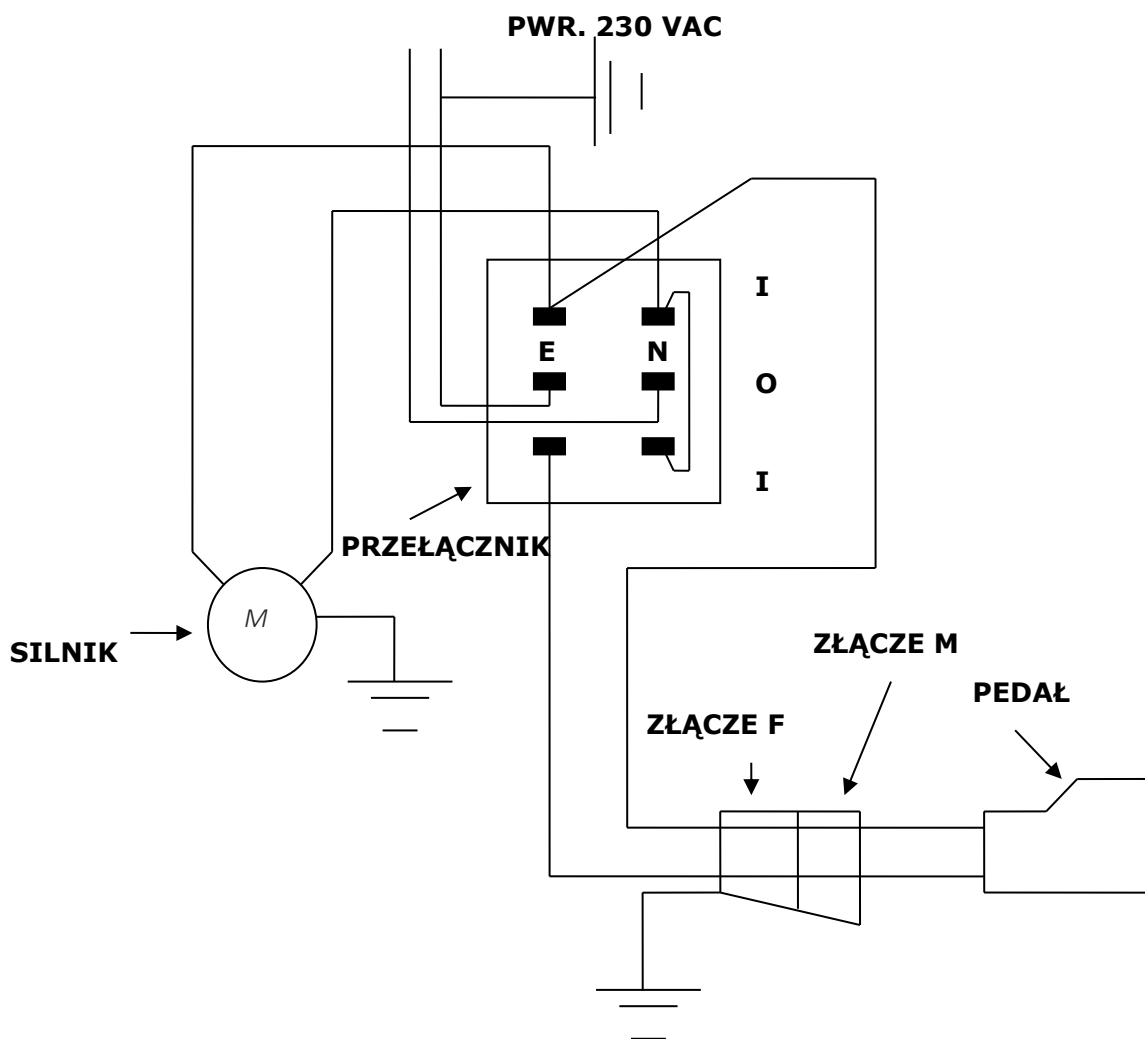 PWR. 230 VAC
I
E N
O
I
PRZEŁĄCZNIK
M
SILNIK
ZŁĄCZE M
PEDAŁ
ZŁĄCZE F